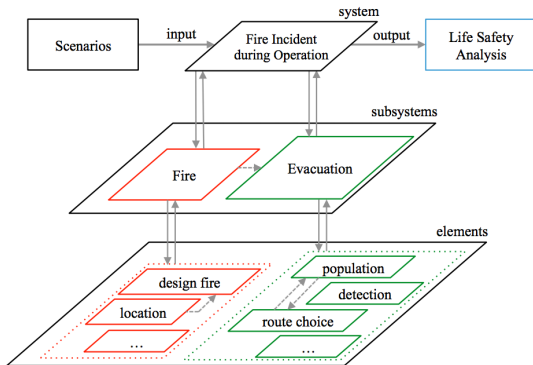 system
Scenarios
input
Fire Incident
during Operation
output
Life Safety
Analysis
subsystems
Fire
Evacuation
elements
design fire
population
location
detection
route choice
...
...